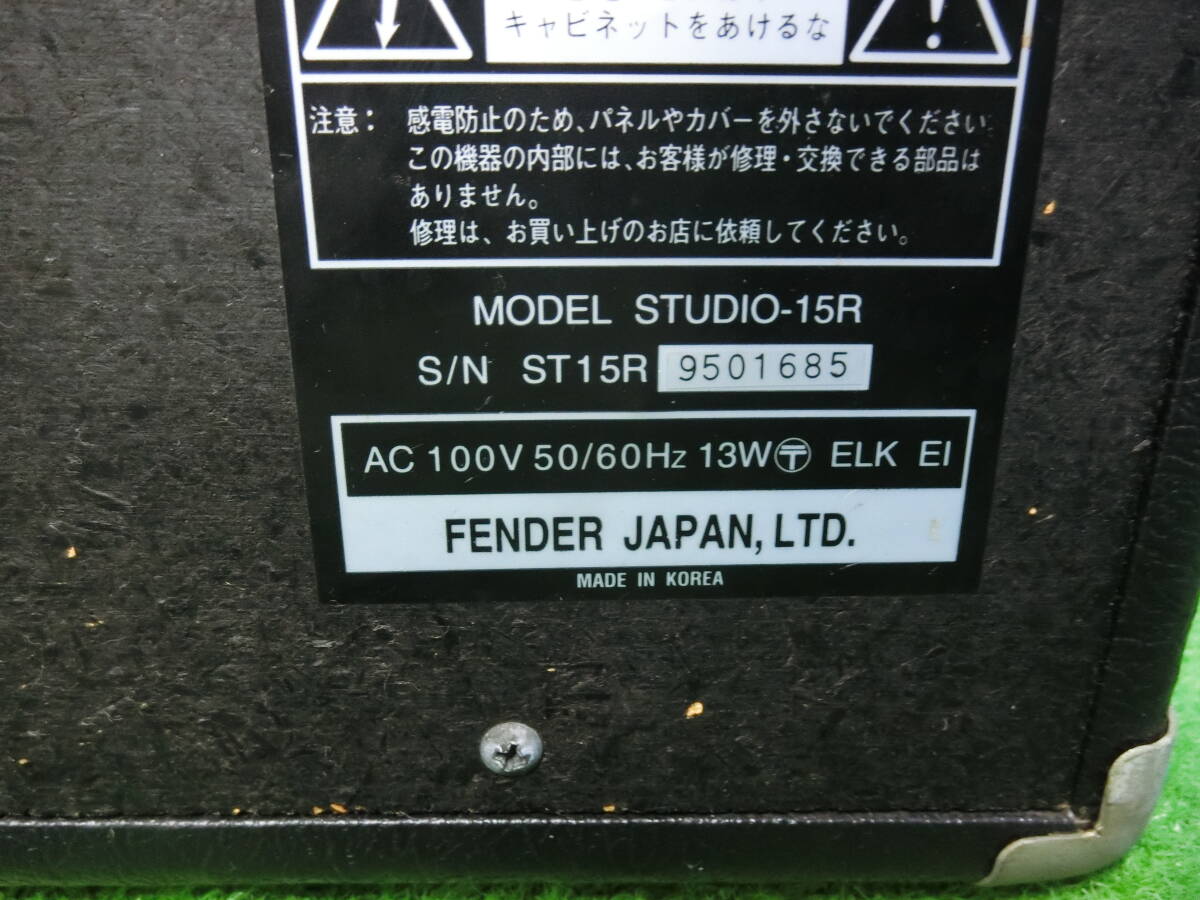 キャビネットをあけるな
注意： 感電防止のため、パネルやカバーを外さないでください
この機器の内部には、お客様が修理・交換できる部品は
ありません。
修理は、お買い上げのお店に依頼してください。
MODEL STUDIO-15R
S/N ST15R 9501685
AC 100V 50/60Hz 13W〶 ELK EI
FENDER JAPAN, LTD.
MADE IN KOREA